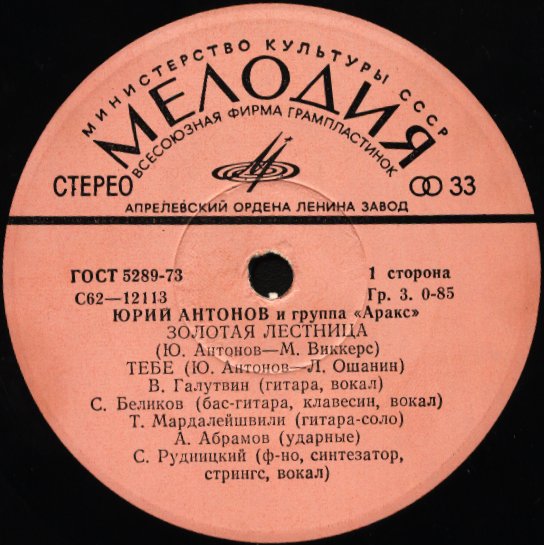 МИНИСТЕРСТВО КУЛЬТУРЫ СССР
МЕЛОДИЯ
ВСЕСОЮЗНАЯ ФИРМА ГРАМПЛАСТИНОК
СТЕРЕО 33
АПРЕЛЕВСКИЙ ОРДЕНА ЛЕНИНА ЗАВОД
ГОСТ 5289-73 1 сторона
С62—12113 Гр. 3. 0-85
ЮРИЙ АНТОНОВ и группа «Аракс»
ЗОЛОТАЯ ЛЕСТНИЦА
(Ю. Антонов—М. Виккерс)
ТЕБЕ (Ю. Антонов—Л. Ошанин)
В. Галутвин (гитара, вокал)
С. Беликов (бас-гитара, клавесин, вокал)
Т. Мардалейшвили (гитара-соло)
А. Абрамов (ударные)
С. Рудницкий (ф-но, синтезатор,
стрингс, вокал)